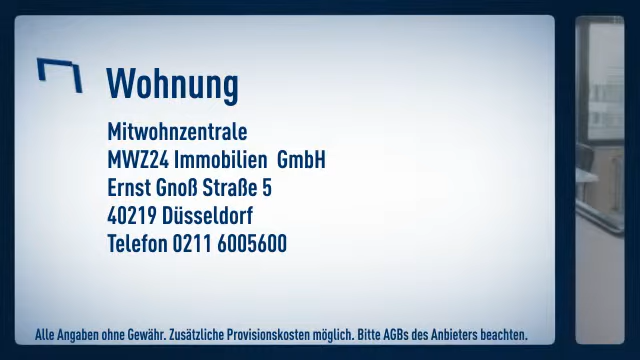 Wohnung
Mitwohnzentrale
MWZ24 Immobilien GmbH
Ernst Gnoß Straße 5
40219 Düsseldorf
Telefon 0211 6005600
Alle Angaben ohne Gewähr. Zusätzliche Provisionskosten möglich. Bitte AGBs des Anbieters beachten.